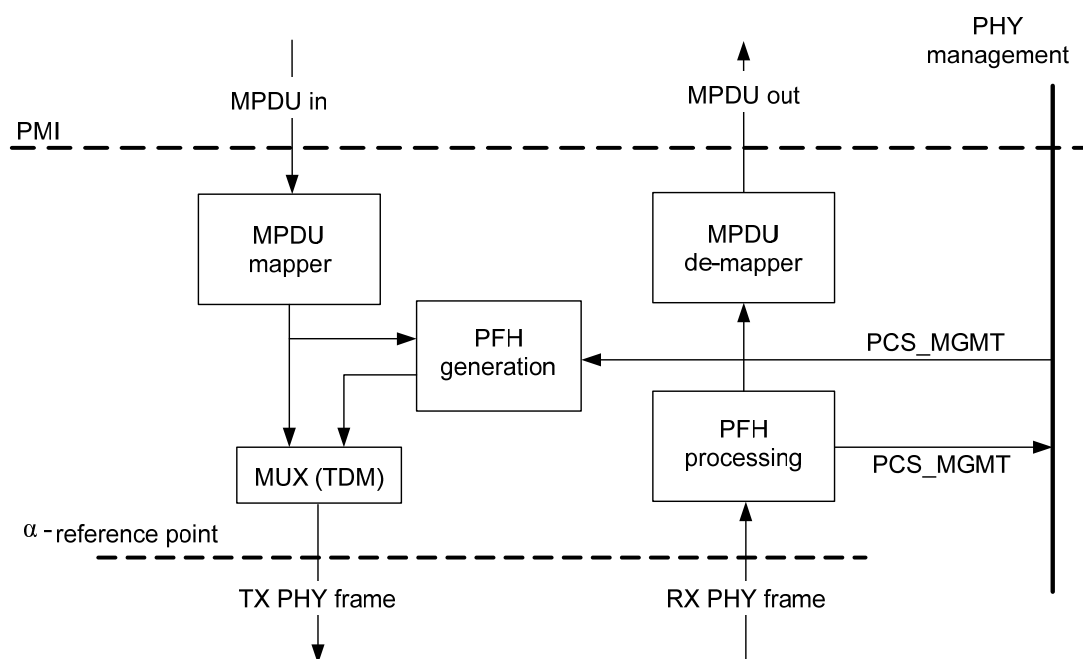 PHY
management
MPDU in
MPDU out
PMI
MPDU
mapper
MPDU
de-mapper
PFH
generation
PCS_MGMT
PFH
processing
PCS_MGMT
MUX (TDM)
α - reference point
TX PHY frame
RX PHY frame